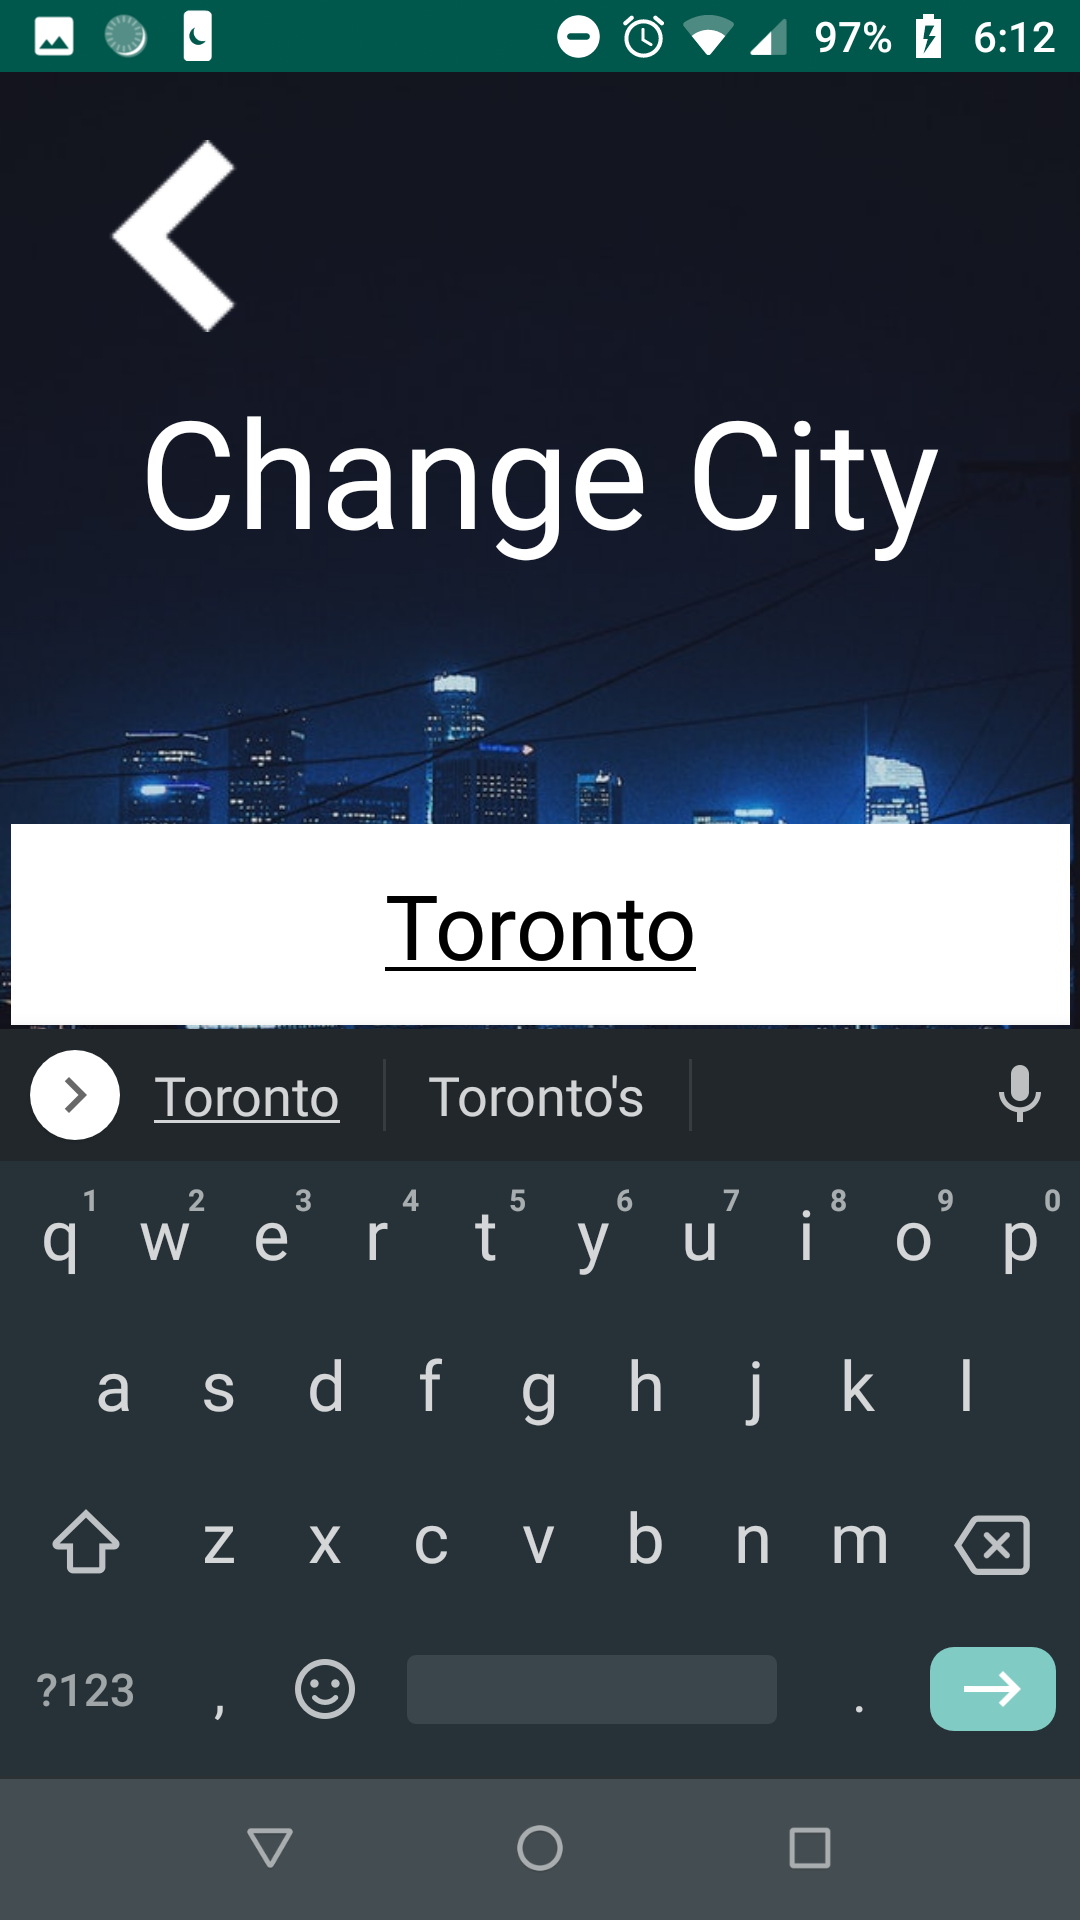 97% 6:12
Change City
Toronto
Toronto Toronto's
1 2 3 4 5 6 7 8 9 0
q w e r t y u i o p
a s d f g h j k l
z x c v b n m
?123 , .